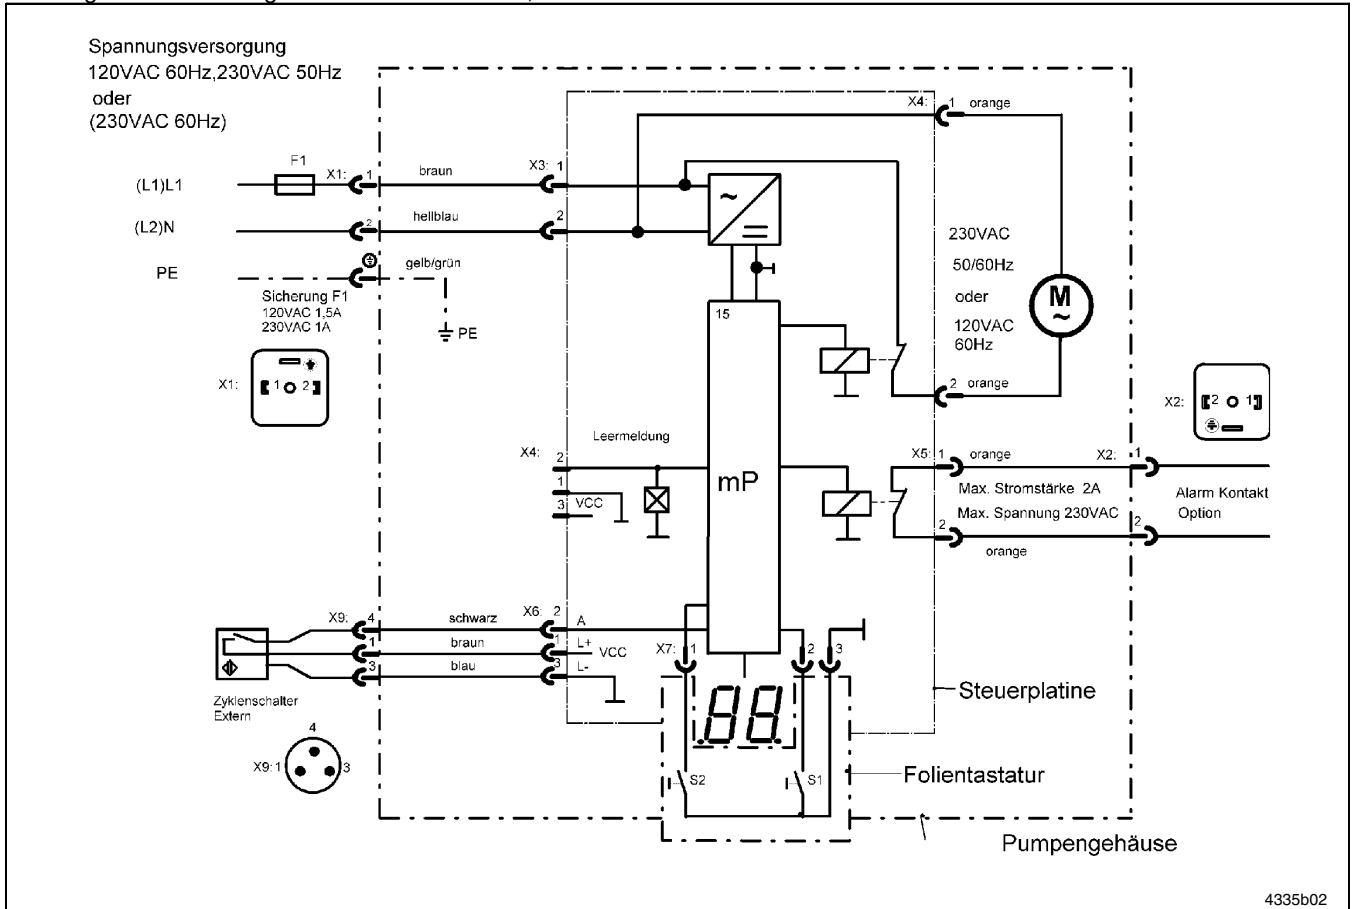 Spannungsversorgung
120VAC 60Hz,230VAC 50Hz
oder
(230VAC 60Hz)
X4: 1 orange
F1
X1: 1 braun X3: 1
(L1)L1
~
=
2 hellblau 2
(L2)N
PE
gelb/grün
Sicherung F1
120VAC 1,5A
230VAC 1A
PE
230VAC
50/60Hz
oder
120VAC
60Hz
M
~
15
X1: 1 2
2 orange
X2: 2 1
Leermeldung
X4: 2
1
3 VCC
mP
X5: 1 orange X2: 1
Max. Stromstärke 2A
Max. Spannung 230VAC
Alarm Kontakt
Option
2 2
orange
X9: 4 schwarz X6: 2 A
1 braun 1 L+ VCC
3 blau 3 L-
X7: 1 2 3
Zyklenschalter
Extern
4
X9: 1 3
.88.
S2 S1
Steuerplatine
Folientastatur
Pumpengehäuse
4335b02